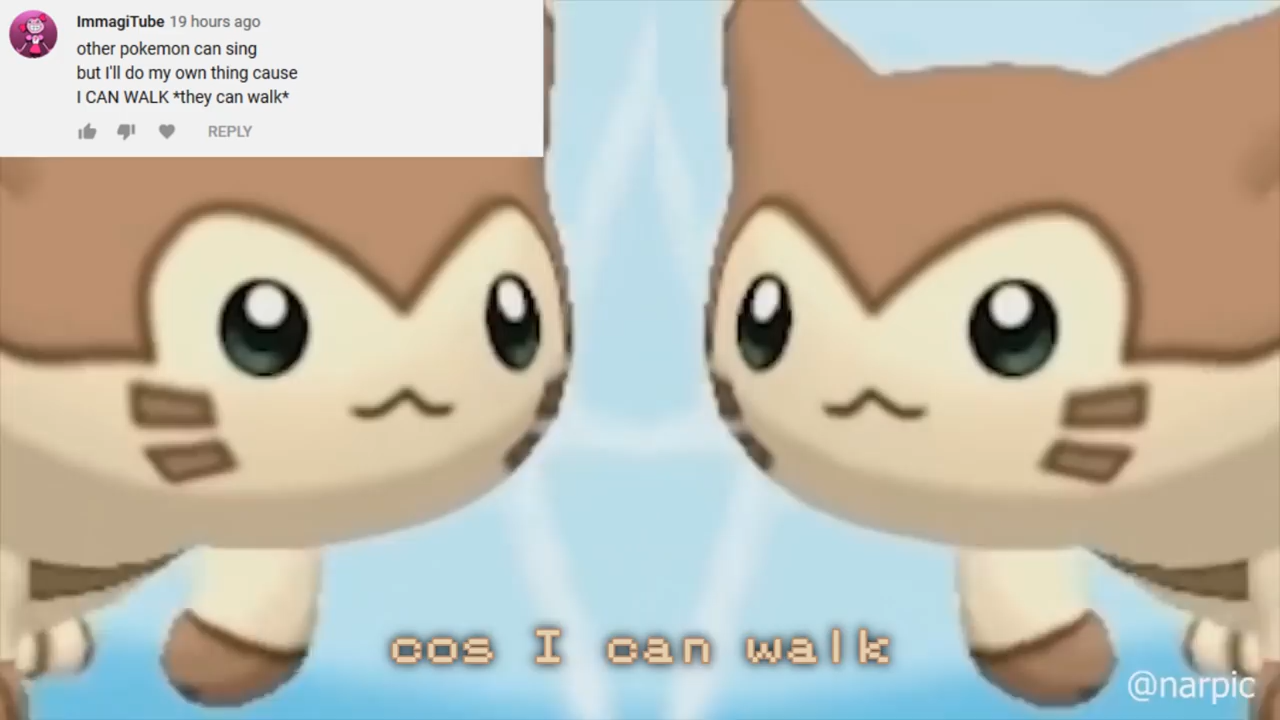 ImmagiTube 19 hours ago
other pokemon can sing
but I'll do my own thing cause
I CAN WALK *they can walk*
REPLY
cos I can walk
@narpic